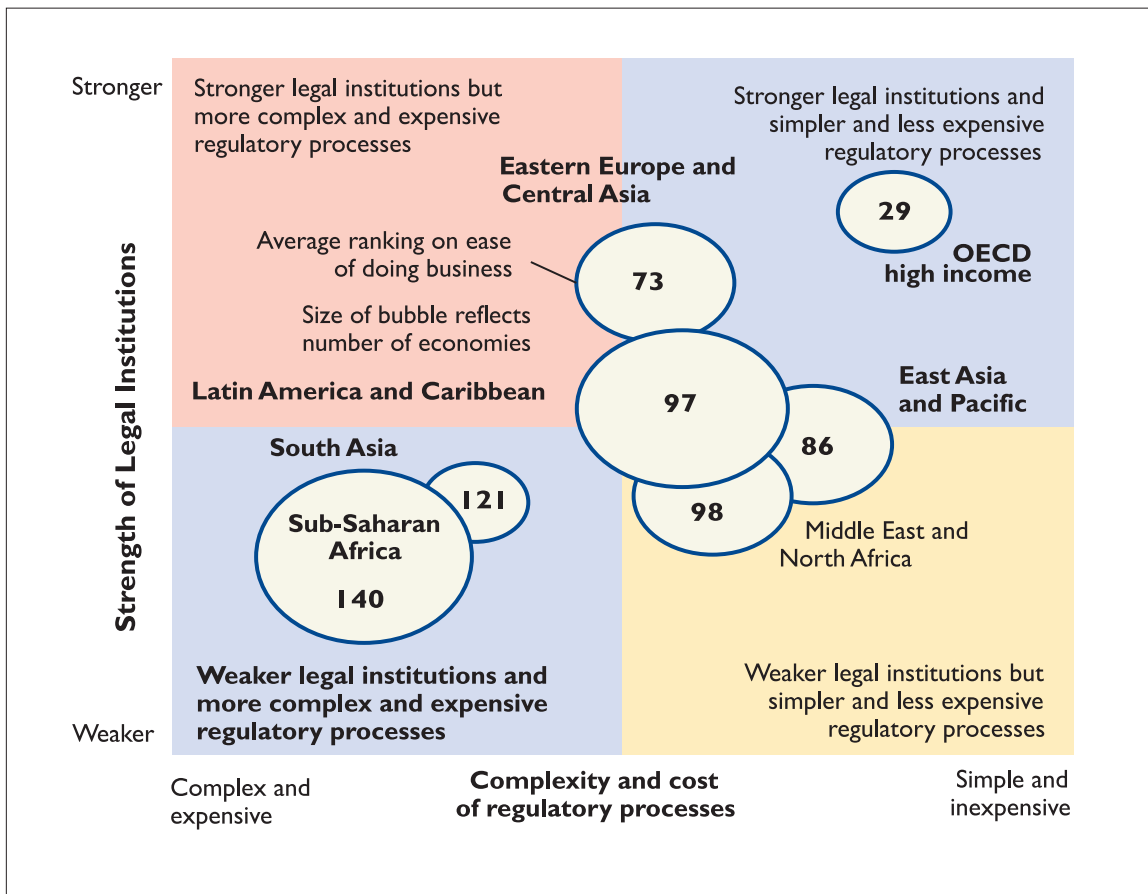 Stronger
Stronger legal institutions but
more complex and expensive
regulatory processes
Stronger legal institutions and
simpler and less expensive
regulatory processes
Eastern Europe and
Central Asia
29
OECD
high income
Average ranking on ease
of doing business
73
Size of bubble reflects
number of economies
Latin America and Caribbean
97
East Asia
and Pacific
86
South Asia
121
98
Middle East and
North Africa
Sub-Saharan
Africa
140
Strength of Legal Institutions
Weaker legal institutions and
more complex and expensive
regulatory processes
Weaker legal institutions but
simpler and less expensive
regulatory processes
Weaker
Complex and
expensive
Complexity and cost
of regulatory processes
Simple and
inexpensive